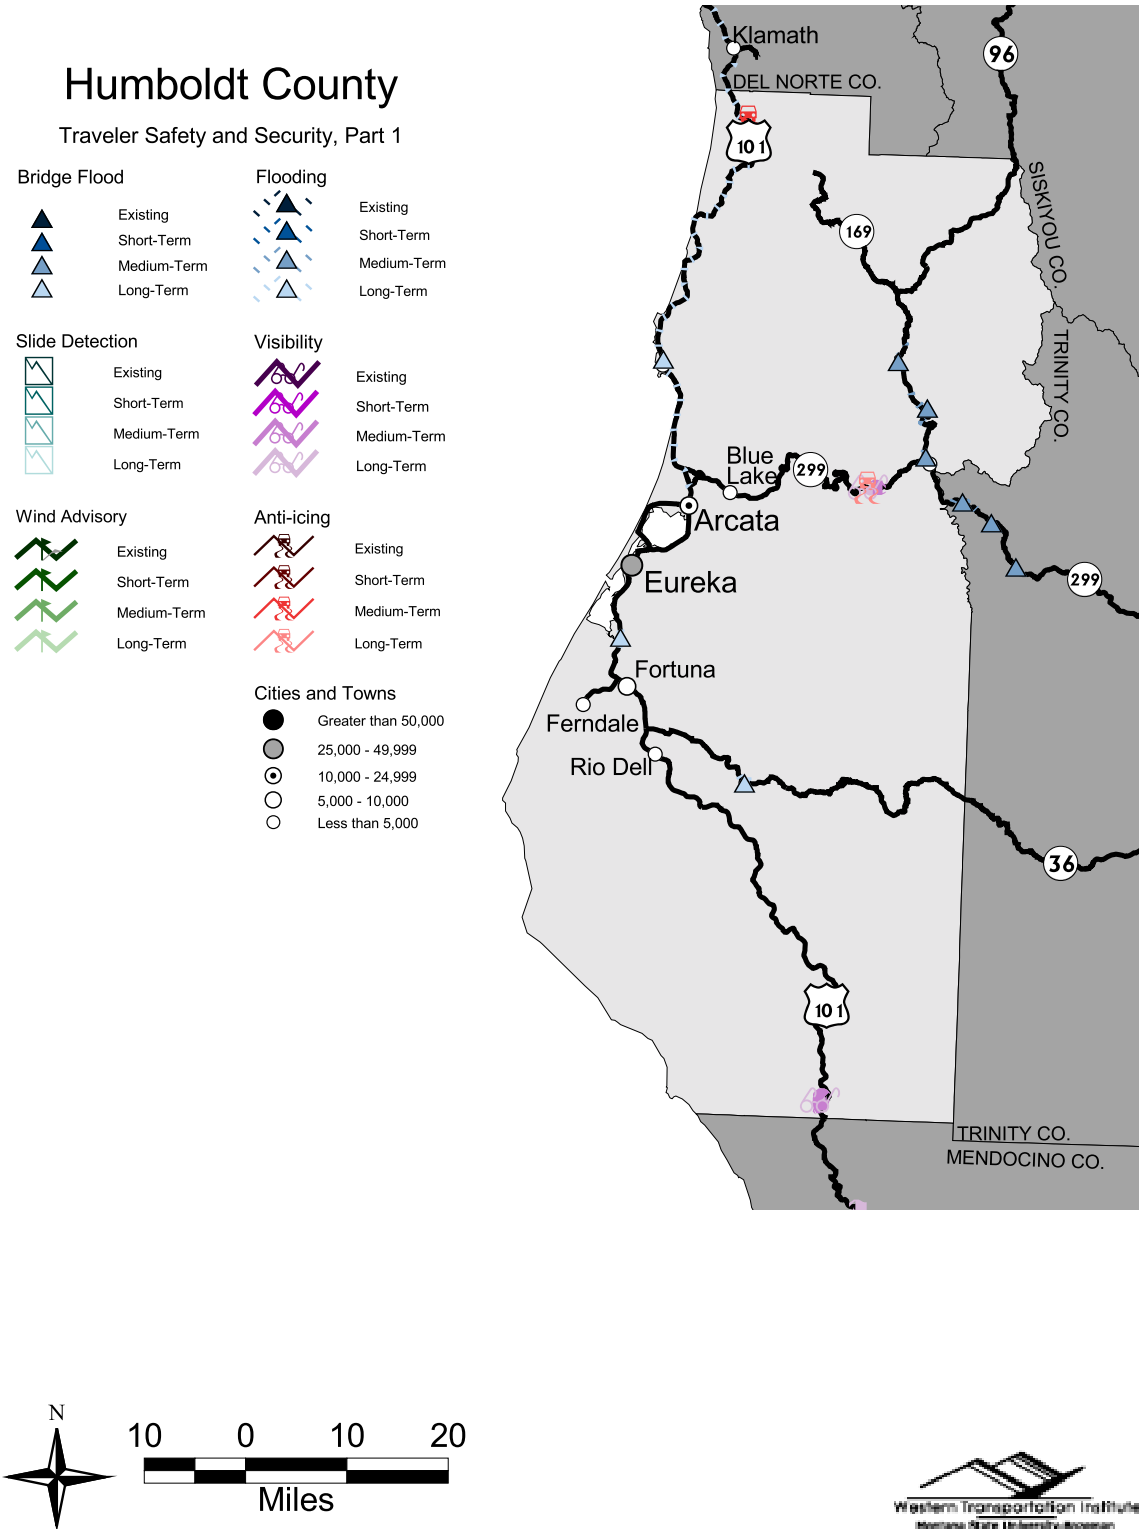 Humboldt County
Traveler Safety and Security, Part 1
Bridge Flood
Existing
Short-Term
Medium-Term
Long-Term
Flooding
Existing
Short-Term
Medium-Term
Long-Term
Slide Detection
Existing
Short-Term
Medium-Term
Long-Term
Visibility
Existing
Short-Term
Medium-Term
Long-Term
Wind Advisory
Existing
Short-Term
Medium-Term
Long-Term
Anti-icing
Existing
Short-Term
Medium-Term
Long-Term
Cities and Towns
Greater than 50,000
25,000 - 49,999
10,000 - 24,999
5,000 - 10,000
Less than 5,000
Klamath
96
DEL NORTE CO.
101
SISKIYOU CO.
169
TRINITY CO.
Blue
Lake
299
Arcata
Eureka
299
Fortuna
Ferndale
Rio Dell
36
101
TRINITY CO.
MENDOCINO CO.
N
10 0 10 20
Miles
Western Transportation Institute
Montana State University-Bozeman